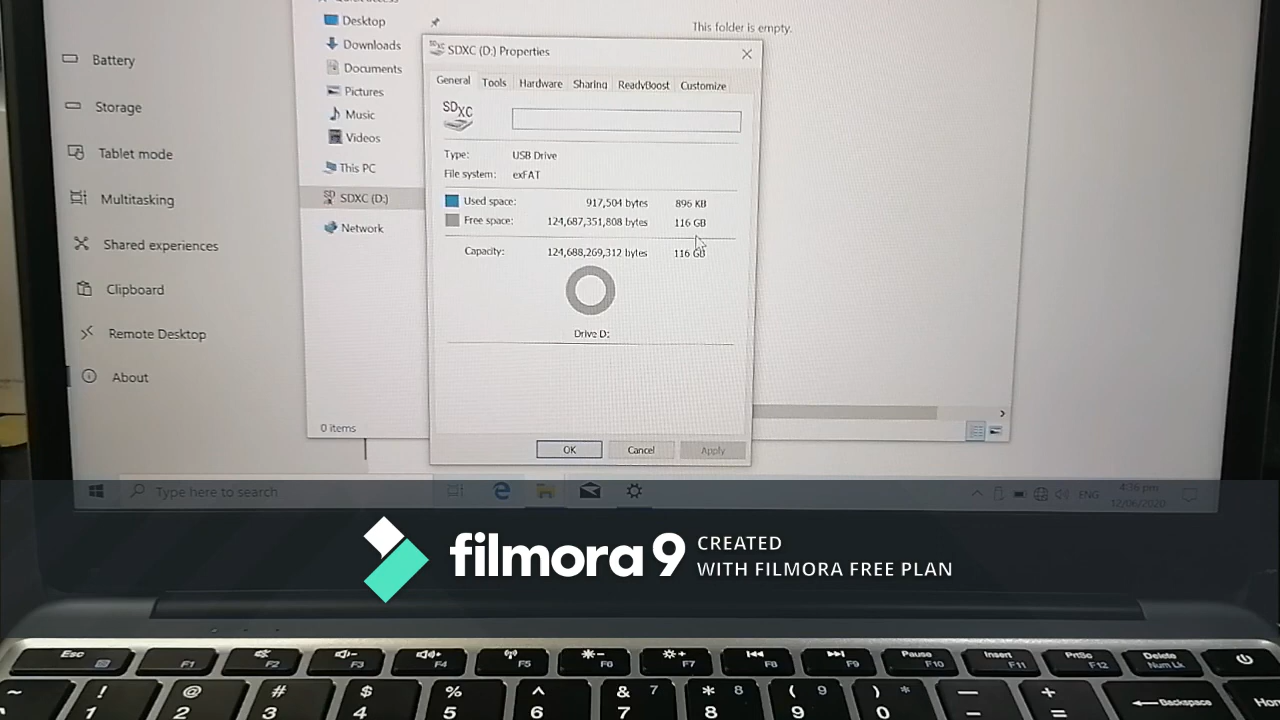 Desktop
Downloads
Documents
Pictures
Music
Videos
This PC
SDXC (D:)
Network
0 items
This folder is empty.
Battery
Storage
Tablet mode
Multitasking
Shared experiences
Clipboard
Remote Desktop
About
SDXC (D:) Properties
General Tools Hardware Sharing ReadyBoost Customize
SDXC
Type: USB Drive
File system: exFAT
Used space: 917,504 bytes 896 KB
Free space: 124,687,351,808 bytes 116 GB
Capacity: 124,688,269,312 bytes 116 GB
Drive D:
OK Cancel Apply
Type here to search
ENG
4:36 pm
12/06/2020
filmora 9 CREATED
WITH FILMORA FREE PLAN
Esc F1 F2 F3 F4 F5 F6 F7 F8 F9 Pause F10 Insert F11 PrtSc F12 Delete Num Lk
~ ! @ # $ % ^ & 7 * 8 ( 9 ) * — +
1 2 3 4 5 6 7 8 9 0 – = Backspace